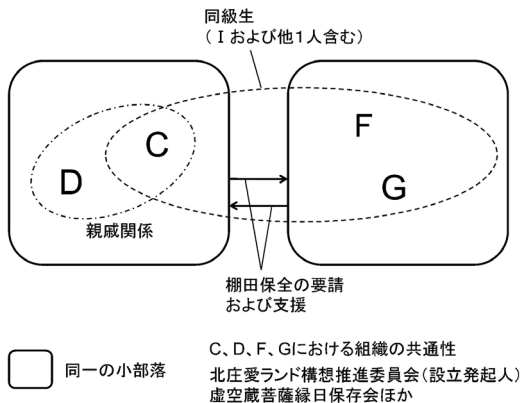 同級生
（Ｉおよび他１人含む）
C
D
F
G
親戚関係
棚田保全の要請
および支援
同一の小部落
C、D、F、Gにおける組織の共通性
北庄愛ランド構想推進委員会（設立発起人）
虚空蔵菩薩縁日保存会ほか